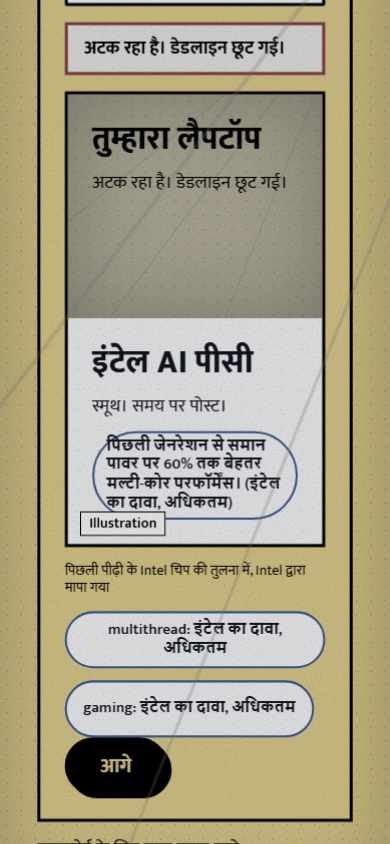 अटक रहा है। डेडलाइन छूट गई।
तुम्हारा लैपटॉप
अटक रहा है। डेडलाइन छूट गई।
इंटेल AI पीसी
स्मूथ। समय पर पोस्ट।
पिछली जेनरेशन से समान
पावर पर 60% तक बेहतर
मल्टी-कोर परफॉर्मेंस। (इंटेल
का दावा, अधिकतम)
Illustration
पिछली पीढ़ी के Intel चिप की तुलना में, Intel द्वारा
मापा गया
multithread: इंटेल का दावा,
अधिकतम
gaming: इंटेल का दावा, अधिकतम
आगे